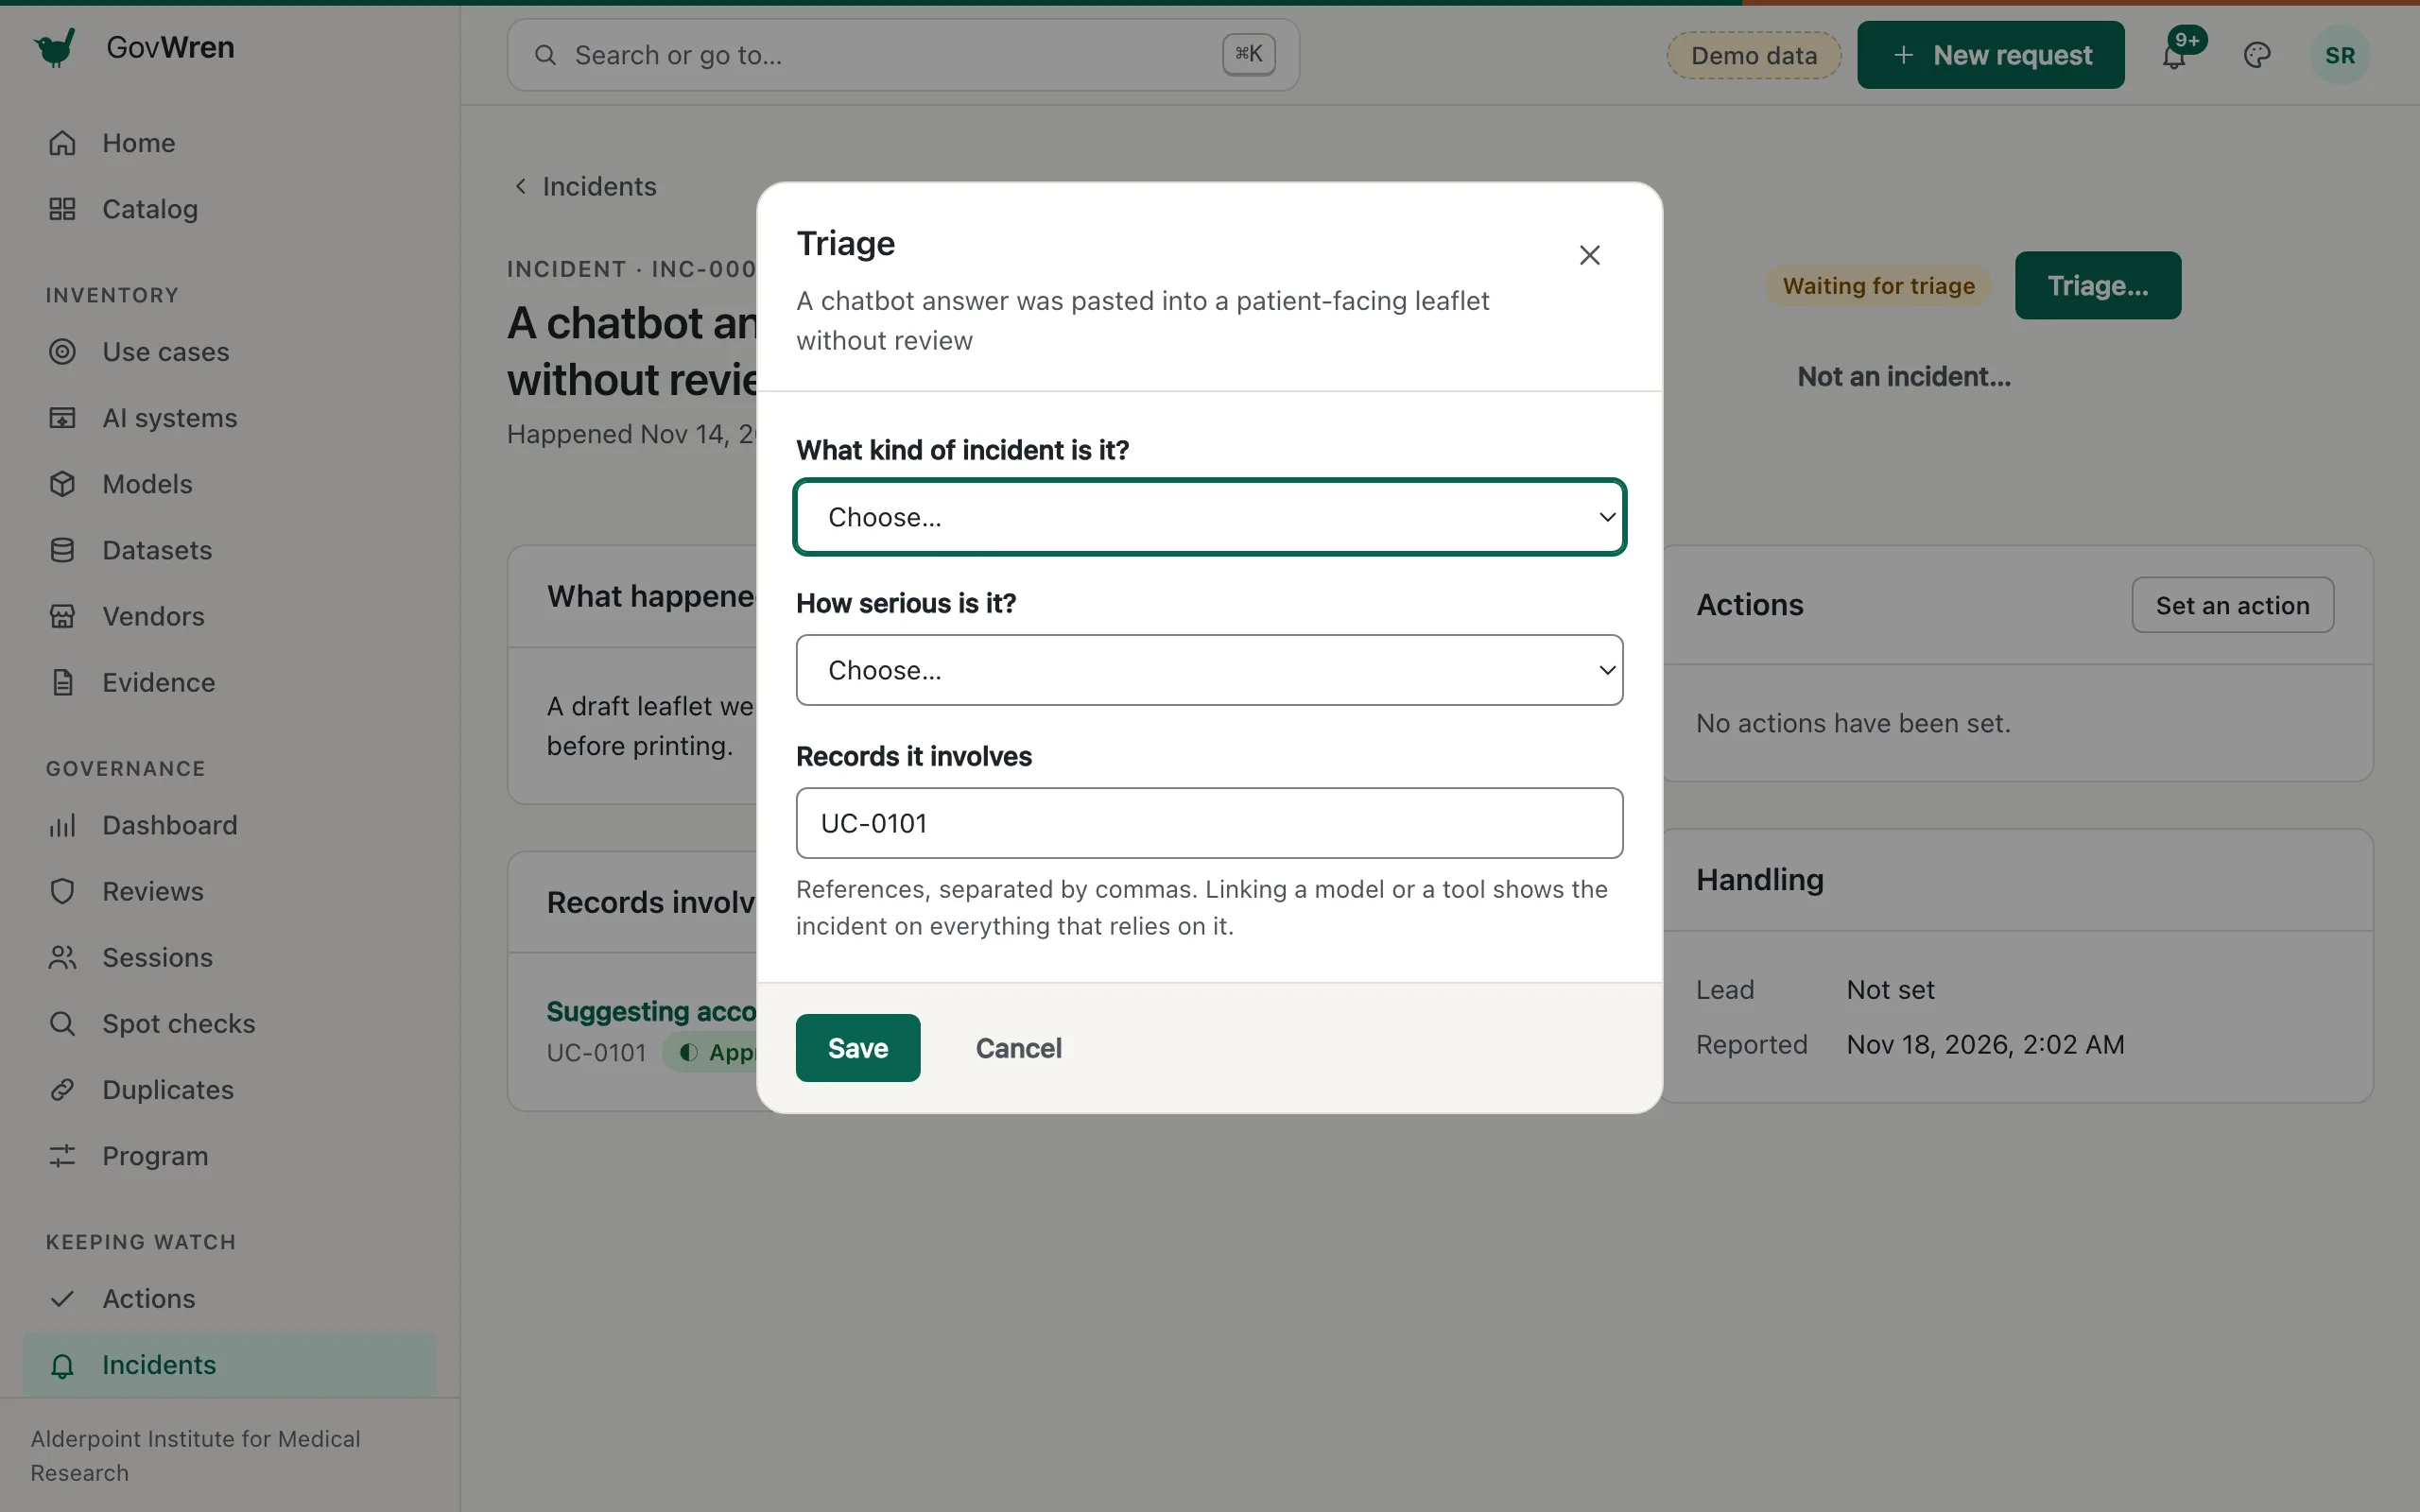 GovWren
Search or go to...
⌘K
Demo data
New request
9+
SR
Home
Catalog
INVENTORY
Use cases
AI systems
Models
Datasets
Vendors
Evidence
GOVERNANCE
Dashboard
Reviews
Sessions
Spot checks
Duplicates
Program
KEEPING WATCH
Actions
Incidents
Alderpoint Institute for Medical
Research
Incidents
INCIDENT · INC-000
A chatbot an
without revie
Happened Nov 14, 2
Waiting for triage
Triage...
Not an incident...
What happene
A draft leaflet we
before printing.
Records involv
Suggesting acco
UC-0101
App
Triage
A chatbot answer was pasted into a patient-facing leaflet
without review
What kind of incident is it?
Choose...
How serious is it?
Choose...
Records it involves
UC-0101
References, separated by commas. Linking a model or a tool shows the
incident on everything that relies on it.
Save
Cancel
Actions
Set an action
No actions have been set.
Handling
Lead
Not set
Reported
Nov 18, 2026, 2:02 AM